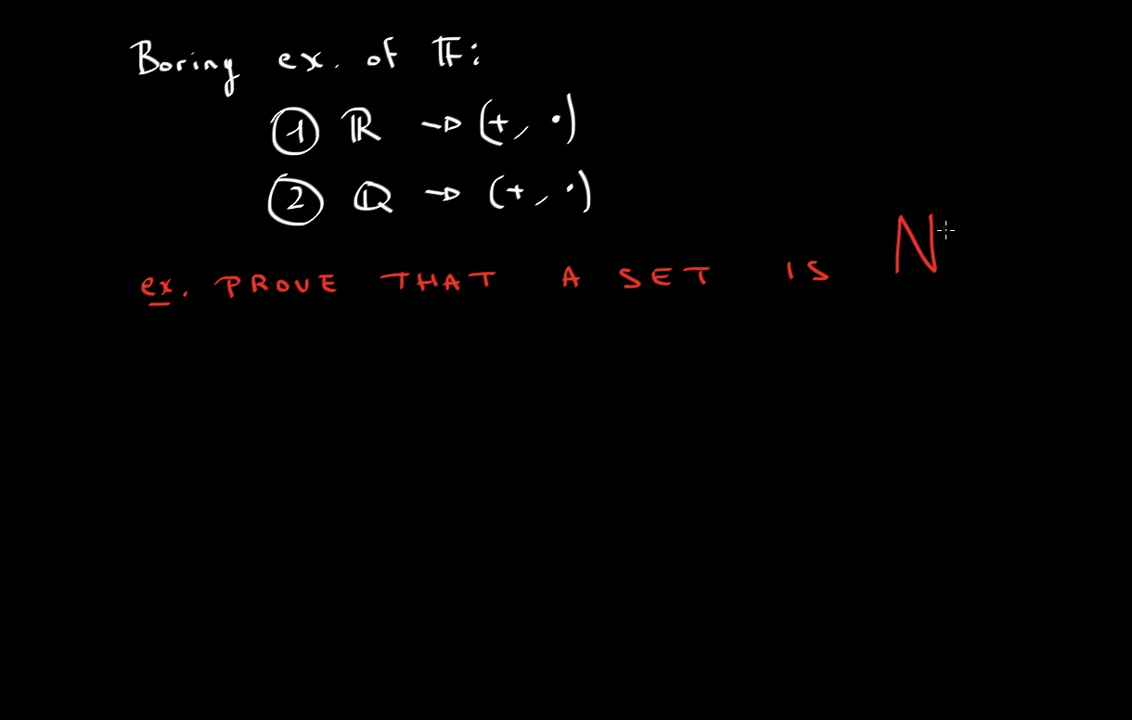 Boring ex. of 𝔽:
① ℝ → (+, ·)
② ℚ → (+, ·)
ex. PROVE THAT A SET IS N